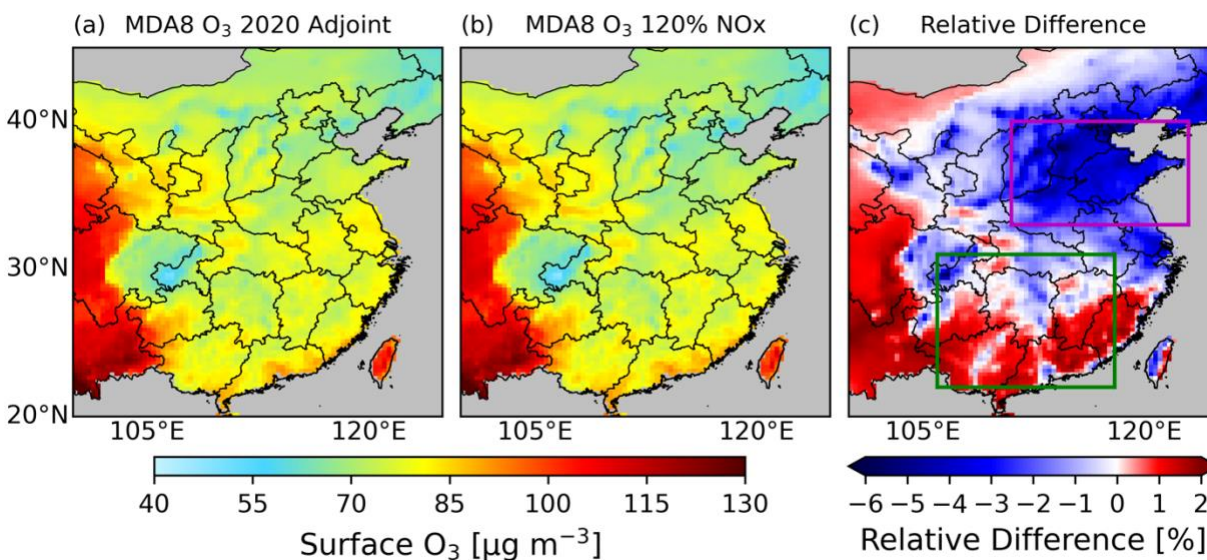 (a) MDA8 O₃ 2020 Adjoint (b) MDA8 O₃ 120% NOx (c) Relative Difference
40°N
30°N
20°N
105°E 120°E 105°E 120°E 105°E 120°E
40 55 70 85 100 115 130 −6 −5 −4 −3 −2 −1 0 1 2
Surface O₃ [µg m⁻³] Relative Difference [%]